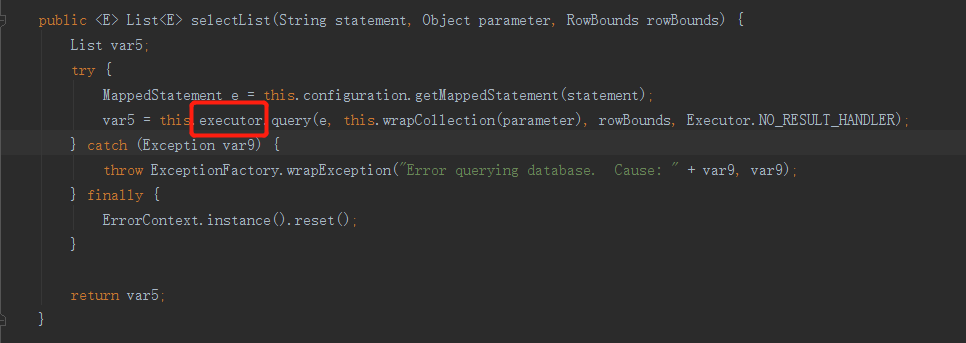 public <E> List<E> selectList(String statement, Object parameter, RowBounds rowBounds) {
List var5;
try {
MappedStatement e = this.configuration.getMappedStatement(statement);
var5 = this.executor.query(e, this.wrapCollection(parameter), rowBounds, Executor.NO_RESULT_HANDLER);
} catch (Exception var9) {
throw ExceptionFactory.wrapException("Error querying database.  Cause: " + var9, var9);
} finally {
ErrorContext.instance().reset();
}
return var5;
}